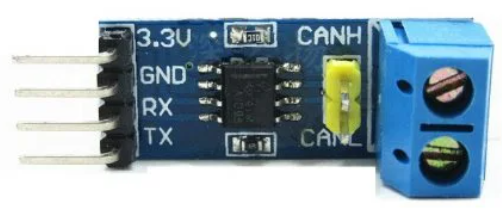 3.3V
CANH
GND
RX
TX
CANL